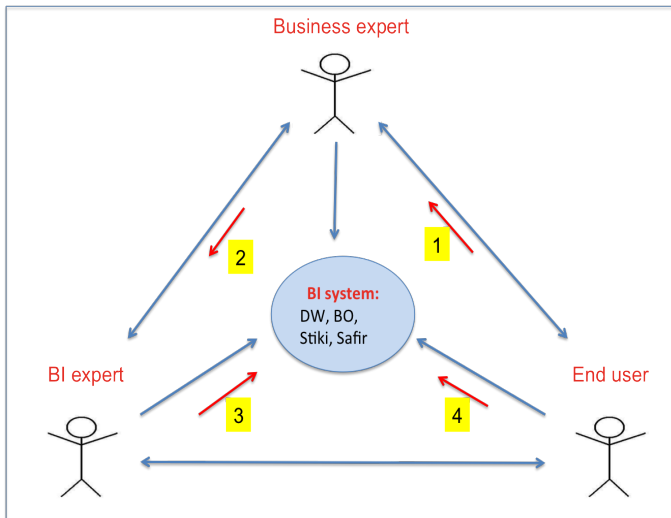 Business expert
2
1
BI system:
DW, BO,
Stiki, Safir
BI expert
End user
3
4